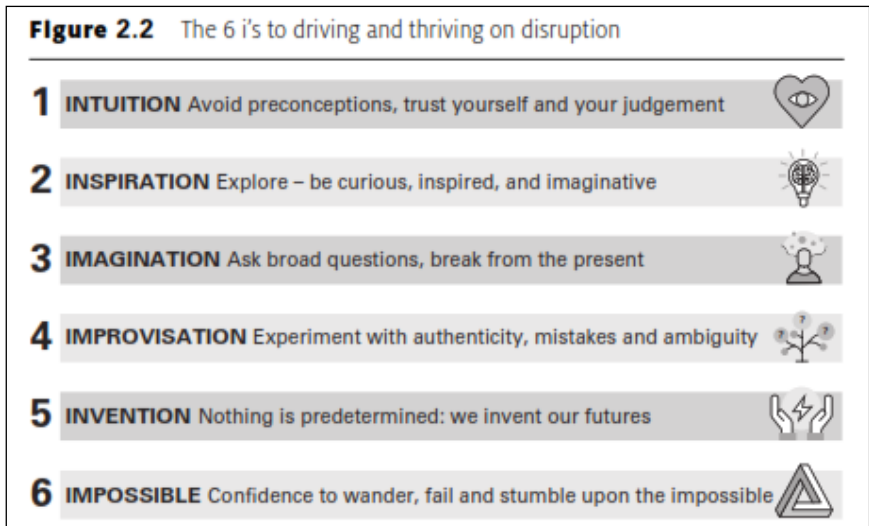 Figure 2.2 The 6 i's to driving and thriving on disruption
1 INTUITION Avoid preconceptions, trust yourself and your judgement
2 INSPIRATION Explore – be curious, inspired, and imaginative
3 IMAGINATION Ask broad questions, break from the present
4 IMPROVISATION Experiment with authenticity, mistakes and ambiguity
? ? ?
5 INVENTION Nothing is predetermined: we invent our futures
6 IMPOSSIBLE Confidence to wander, fail and stumble upon the impossible